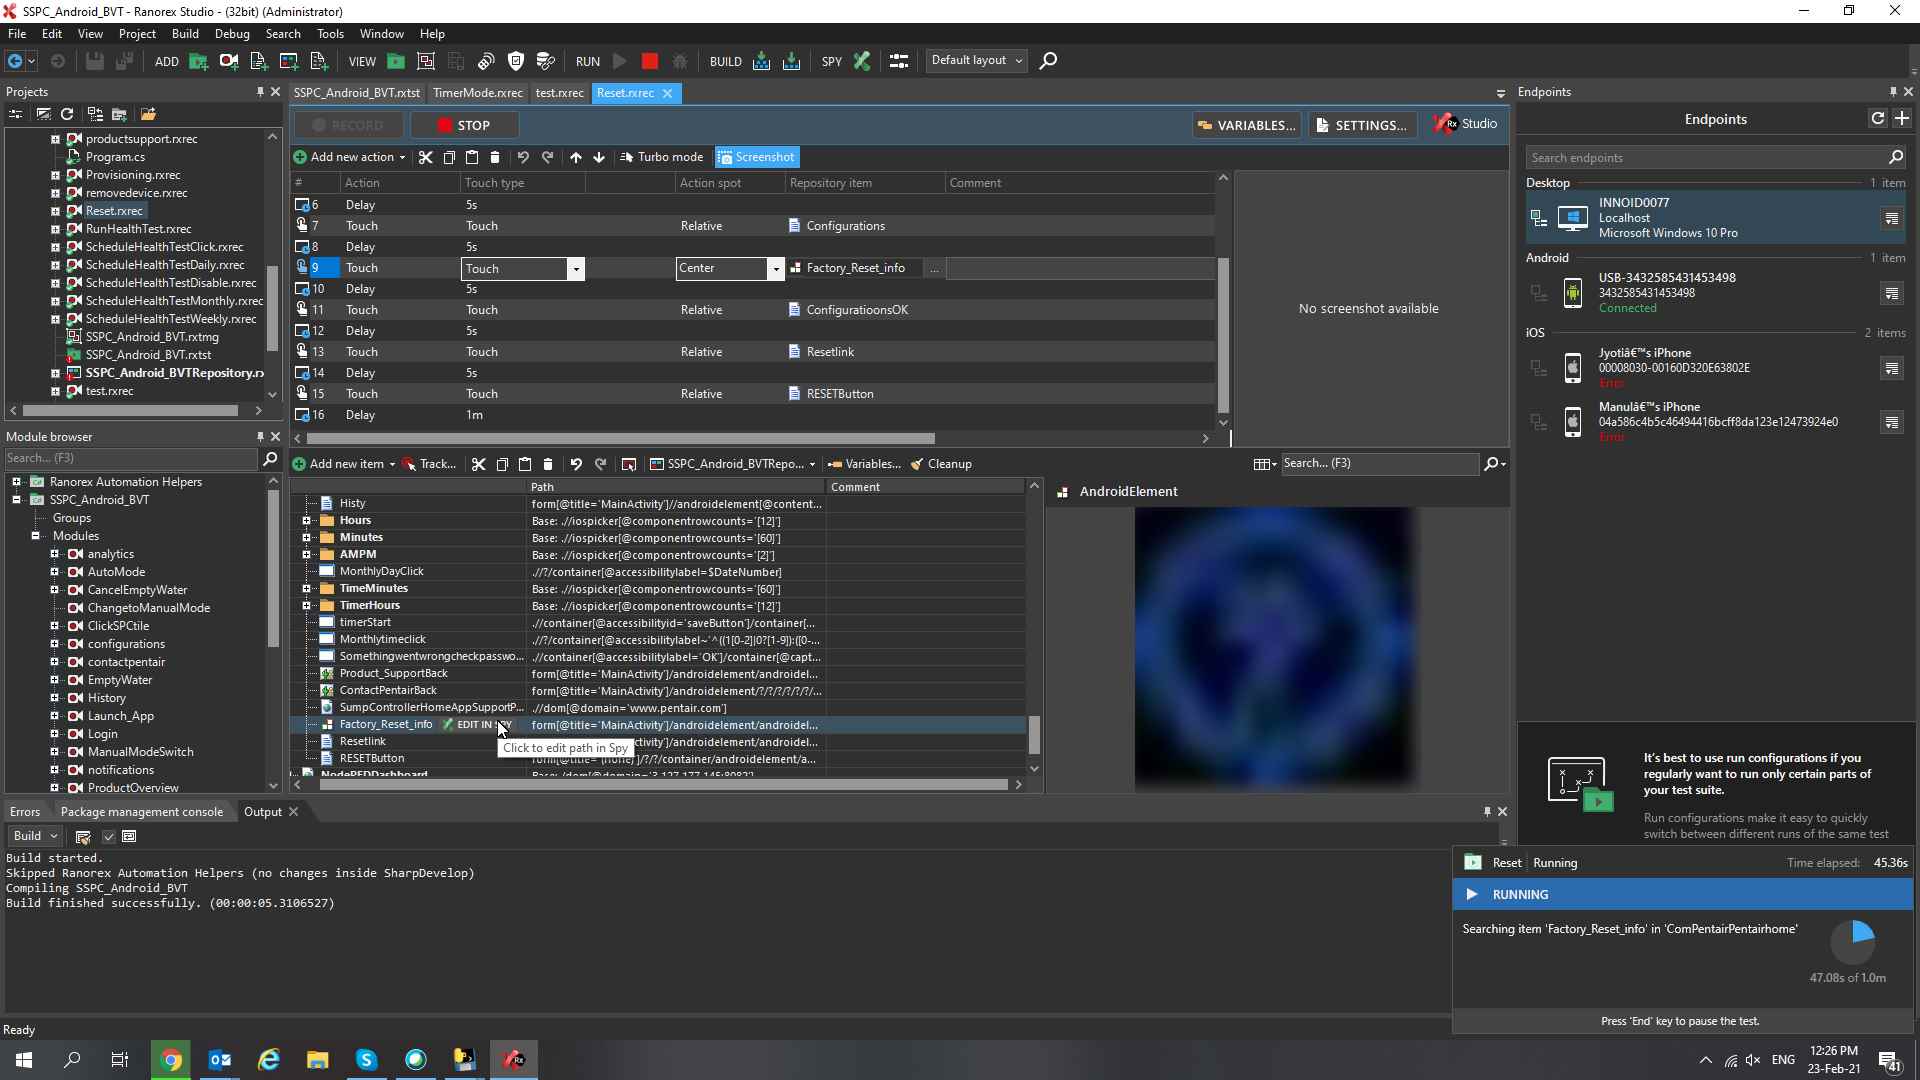 SSPC_Android_BVT - Ranorex Studio - (32bit) (Administrator)
File Edit View Project Build Debug Search Tools Window Help
ADD VIEW RUN BUILD SPY Default layout
Projects
productsupport.rxrec
Program.cs
Provisioning.rxrec
removedevice.rxrec
Reset.rxrec
RunHealthTest.rxrec
ScheduleHealthTestClick.rxrec
ScheduleHealthTestDaily.rxrec
ScheduleHealthTestDisable.rxrec
ScheduleHealthTestMonthly.rxrec
ScheduleHealthTestWeekly.rxrec
SSPC_Android_BVT.rxtmg
SSPC_Android_BVT.rxtst
SSPC_Android_BVTRepository.rx
test.rxrec
Module browser
Search... (F3)
Ranorex Automation Helpers
SSPC_Android_BVT
Groups
Modules
analytics
AutoMode
CancelEmptyWater
ChangetoManualMode
ClickSPCtile
configurations
contactpentair
EmptyWater
History
Launch_App
Login
ManualModeSwitch
notifications
ProductOverview
SSPC_Android_BVT.rxtst TimerMode.rxrec test.rxrec Reset.rxrec
RECORD STOP VARIABLES... SETTINGS... Rx Studio
Add new action Turbo mode Screenshot
# Action Touch type Action spot Repository item Comment
6 Delay 5s
7 Touch Touch Relative Configurations
8 Delay 5s
9 Touch Touch Center Factory_Reset_info ...
10 Delay 5s
11 Touch Touch Relative ConfiguratioonsOK
12 Delay 5s
13 Touch Touch Relative Resetlink
14 Delay 5s
15 Touch Touch Relative RESETButton
16 Delay 1m
No screenshot available
Add new item Track... SSPC_Android_BVTRepo... Variables... Cleanup Search... (F3)
Path Comment
Histy form[@title='MainActivity']//androidelement[@content...
Hours Base: .//iospicker[@componentrowcounts='[12]']
Minutes Base: .//iospicker[@componentrowcounts='[60]']
AMPM Base: .//iospicker[@componentrowcounts='[2]']
MonthlyDayClick .//?/container[@accessibilitylabel=$DateNumber]
TimeMinutes Base: .//iospicker[@componentrowcounts='[60]']
TimerHours Base: .//iospicker[@componentrowcounts='[12]']
timerStart .//container[@accessibilityid='saveButton']/container[...
Monthlytimeclick .//?/container[@accessibilitylabel~'^((1[0-2]|0?[1-9]):([0-...
Somethingwentwrongcheckpasswo... .//container[@accessibilitylabel='OK']/container[@capt...
Product_SupportBack form[@title='MainActivity']/androidelement/androidel...
ContactPentairBack form[@title='MainActivity']/androidelement/?/?/?/?/?/...
SumpControllerHomeAppSupportP... .//dom[@domain='www.pentair.com']
Factory_Reset_info EDIT IN SPY form[@title='MainActivity']/androidelement/androidel...
Resetlink ctivity']/androidelement/androidel...
RESETButton /?/?/container/androidelement/a...
Click to edit path in Spy
AndroidElement
Endpoints
Endpoints
Search endpoints
Desktop 1 item
INNOID0077
Localhost
Microsoft Windows 10 Pro
Android 1 item
USB-3432585431453498
3432585431453498
Connected
iOS 2 items
Jyotiâ€™s iPhone
00008030-00160D320E63802E
Error
Manulâ€™s iPhone
04a586c4b5c46494416bcff8da123e12473924e0
Error
It's best to use run configurations if you
regularly want to run only certain parts of
your test suite.
Run configurations make it easy to quickly
switch between different runs of the same test
Errors Package management console Output
Build
Build started.
Skipped Ranorex Automation Helpers (no changes inside SharpDevelop)
Compiling SSPC_Android_BVT
Build finished successfully. (00:00:05.3106527)
Reset Running Time elapsed: 45.36s
RUNNING
Searching item 'Factory_Reset_info' in 'ComPentairPentairhome'
47.08s of 1.0m
Press 'End' key to pause the test.
Ready
ENG
12:26 PM
23-Feb-21
41